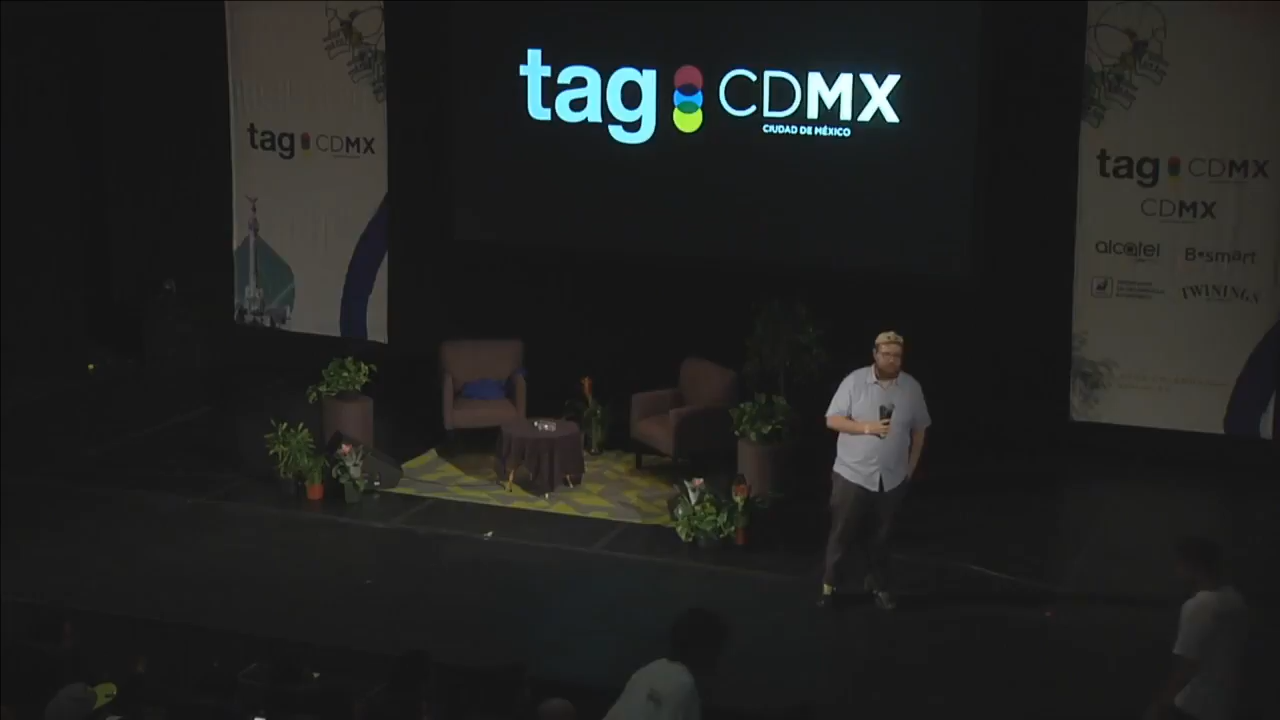 tag CDMX
CIUDAD DE MÉXICO
tag CDMX
tag CDMX
CDMX
alcatel
B•smart
TWININGS